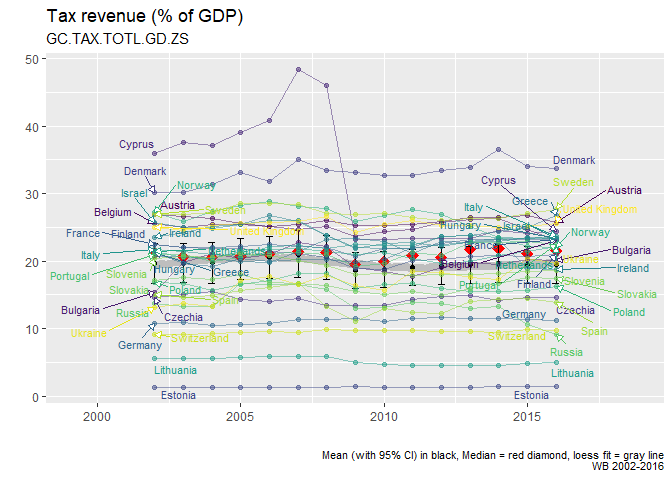 Tax revenue (% of GDP)
GC.TAX.TOTL.GD.ZS
50
40
30
20
10
0
2000
2005
2010
2015
Cyprus
Denmark
Israel
Norway
Belgium
Austria
Sweden
France
Finland
Ireland
United Kingdom
Italy
Netherlands
Portugal
Slovenia
Hungary
Greece
Slovakia
Poland
Spain
Bulgaria
Russia
Czechia
Ukraine
Switzerland
Germany
Lithuania
Estonia
Denmark
Cyprus
Sweden
Austria
Greece
Italy
United Kingdom
Hungary
Israel
Norway
France
Bulgaria
Belgium
Netherlands
Ukraine
Ireland
Portugal
Finland
Slovenia
Slovakia
Germany
Czechia
Poland
Switzerland
Spain
Russia
Lithuania
Estonia
Mean (with 95% CI) in black, Median = red diamond, loess fit = gray line
WB 2002-2016